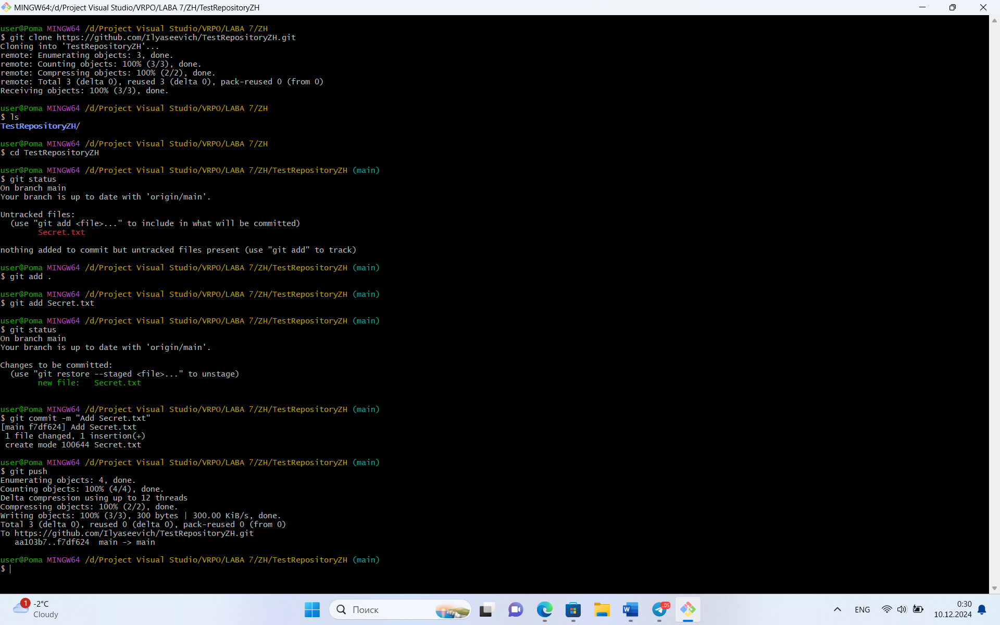 MINGW64:/d/Project Visual Studio/VRPO/LABA 7/ZH/TestRepositoryZH
user@Poma MINGW64 /d/Project Visual Studio/VRPO/LABA 7/ZH
$ git clone https://github.com/Ilyaseevich/TestRepositoryZH.git
Cloning into 'TestRepositoryZH'...
remote: Enumerating objects: 3, done.
remote: Counting objects: 100% (3/3), done.
remote: Compressing objects: 100% (2/2), done.
remote: Total 3 (delta 0), reused 3 (delta 0), pack-reused 0 (from 0)
Receiving objects: 100% (3/3), done.
user@Poma MINGW64 /d/Project Visual Studio/VRPO/LABA 7/ZH
$ ls
TestRepositoryZH/
user@Poma MINGW64 /d/Project Visual Studio/VRPO/LABA 7/ZH
$ cd TestRepositoryZH
user@Poma MINGW64 /d/Project Visual Studio/VRPO/LABA 7/ZH/TestRepositoryZH (main)
$ git status
On branch main
Your branch is up to date with 'origin/main'.
Untracked files:
  (use "git add <file>..." to include in what will be committed)
        Secret.txt
nothing added to commit but untracked files present (use "git add" to track)
user@Poma MINGW64 /d/Project Visual Studio/VRPO/LABA 7/ZH/TestRepositoryZH (main)
$ git add .
user@Poma MINGW64 /d/Project Visual Studio/VRPO/LABA 7/ZH/TestRepositoryZH (main)
$ git add Secret.txt
user@Poma MINGW64 /d/Project Visual Studio/VRPO/LABA 7/ZH/TestRepositoryZH (main)
$ git status
On branch main
Your branch is up to date with 'origin/main'.
Changes to be committed:
  (use "git restore --staged <file>..." to unstage)
        new file:   Secret.txt
user@Poma MINGW64 /d/Project Visual Studio/VRPO/LABA 7/ZH/TestRepositoryZH (main)
$ git commit -m "Add Secret.txt"
[main f7df624] Add Secret.txt
 1 file changed, 1 insertion(+)
 create mode 100644 Secret.txt
user@Poma MINGW64 /d/Project Visual Studio/VRPO/LABA 7/ZH/TestRepositoryZH (main)
$ git push
Enumerating objects: 4, done.
Counting objects: 100% (4/4), done.
Delta compression using up to 12 threads
Compressing objects: 100% (2/2), done.
Writing objects: 100% (3/3), 300 bytes | 300.00 KiB/s, done.
Total 3 (delta 0), reused 0 (delta 0), pack-reused 0 (from 0)
To https://github.com/Ilyaseevich/TestRepositoryZH.git
   aa103b7..f7df624  main -> main
user@Poma MINGW64 /d/Project Visual Studio/VRPO/LABA 7/ZH/TestRepositoryZH (main)
$
1
-2°C
Cloudy
Поиск
W
..05
ENG
0:30
10.12.2024